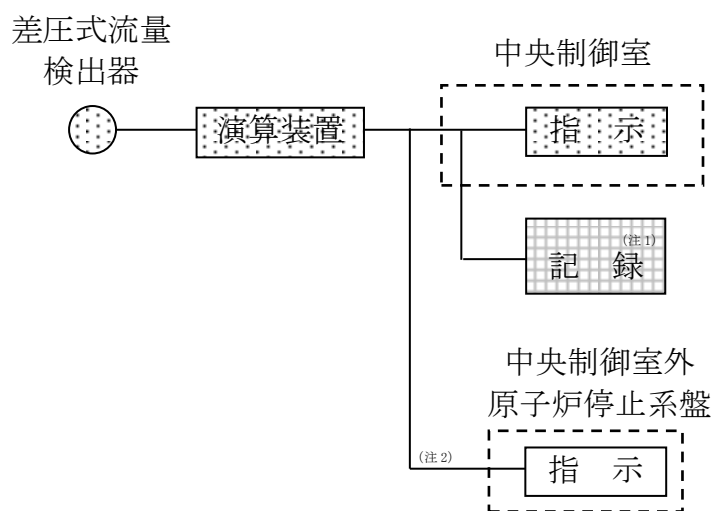 差圧式流量
検出器
中央制御室
演算装置
指 示
(注1)
記 録
中央制御室外
原子炉停止系盤
(注2)
指 示